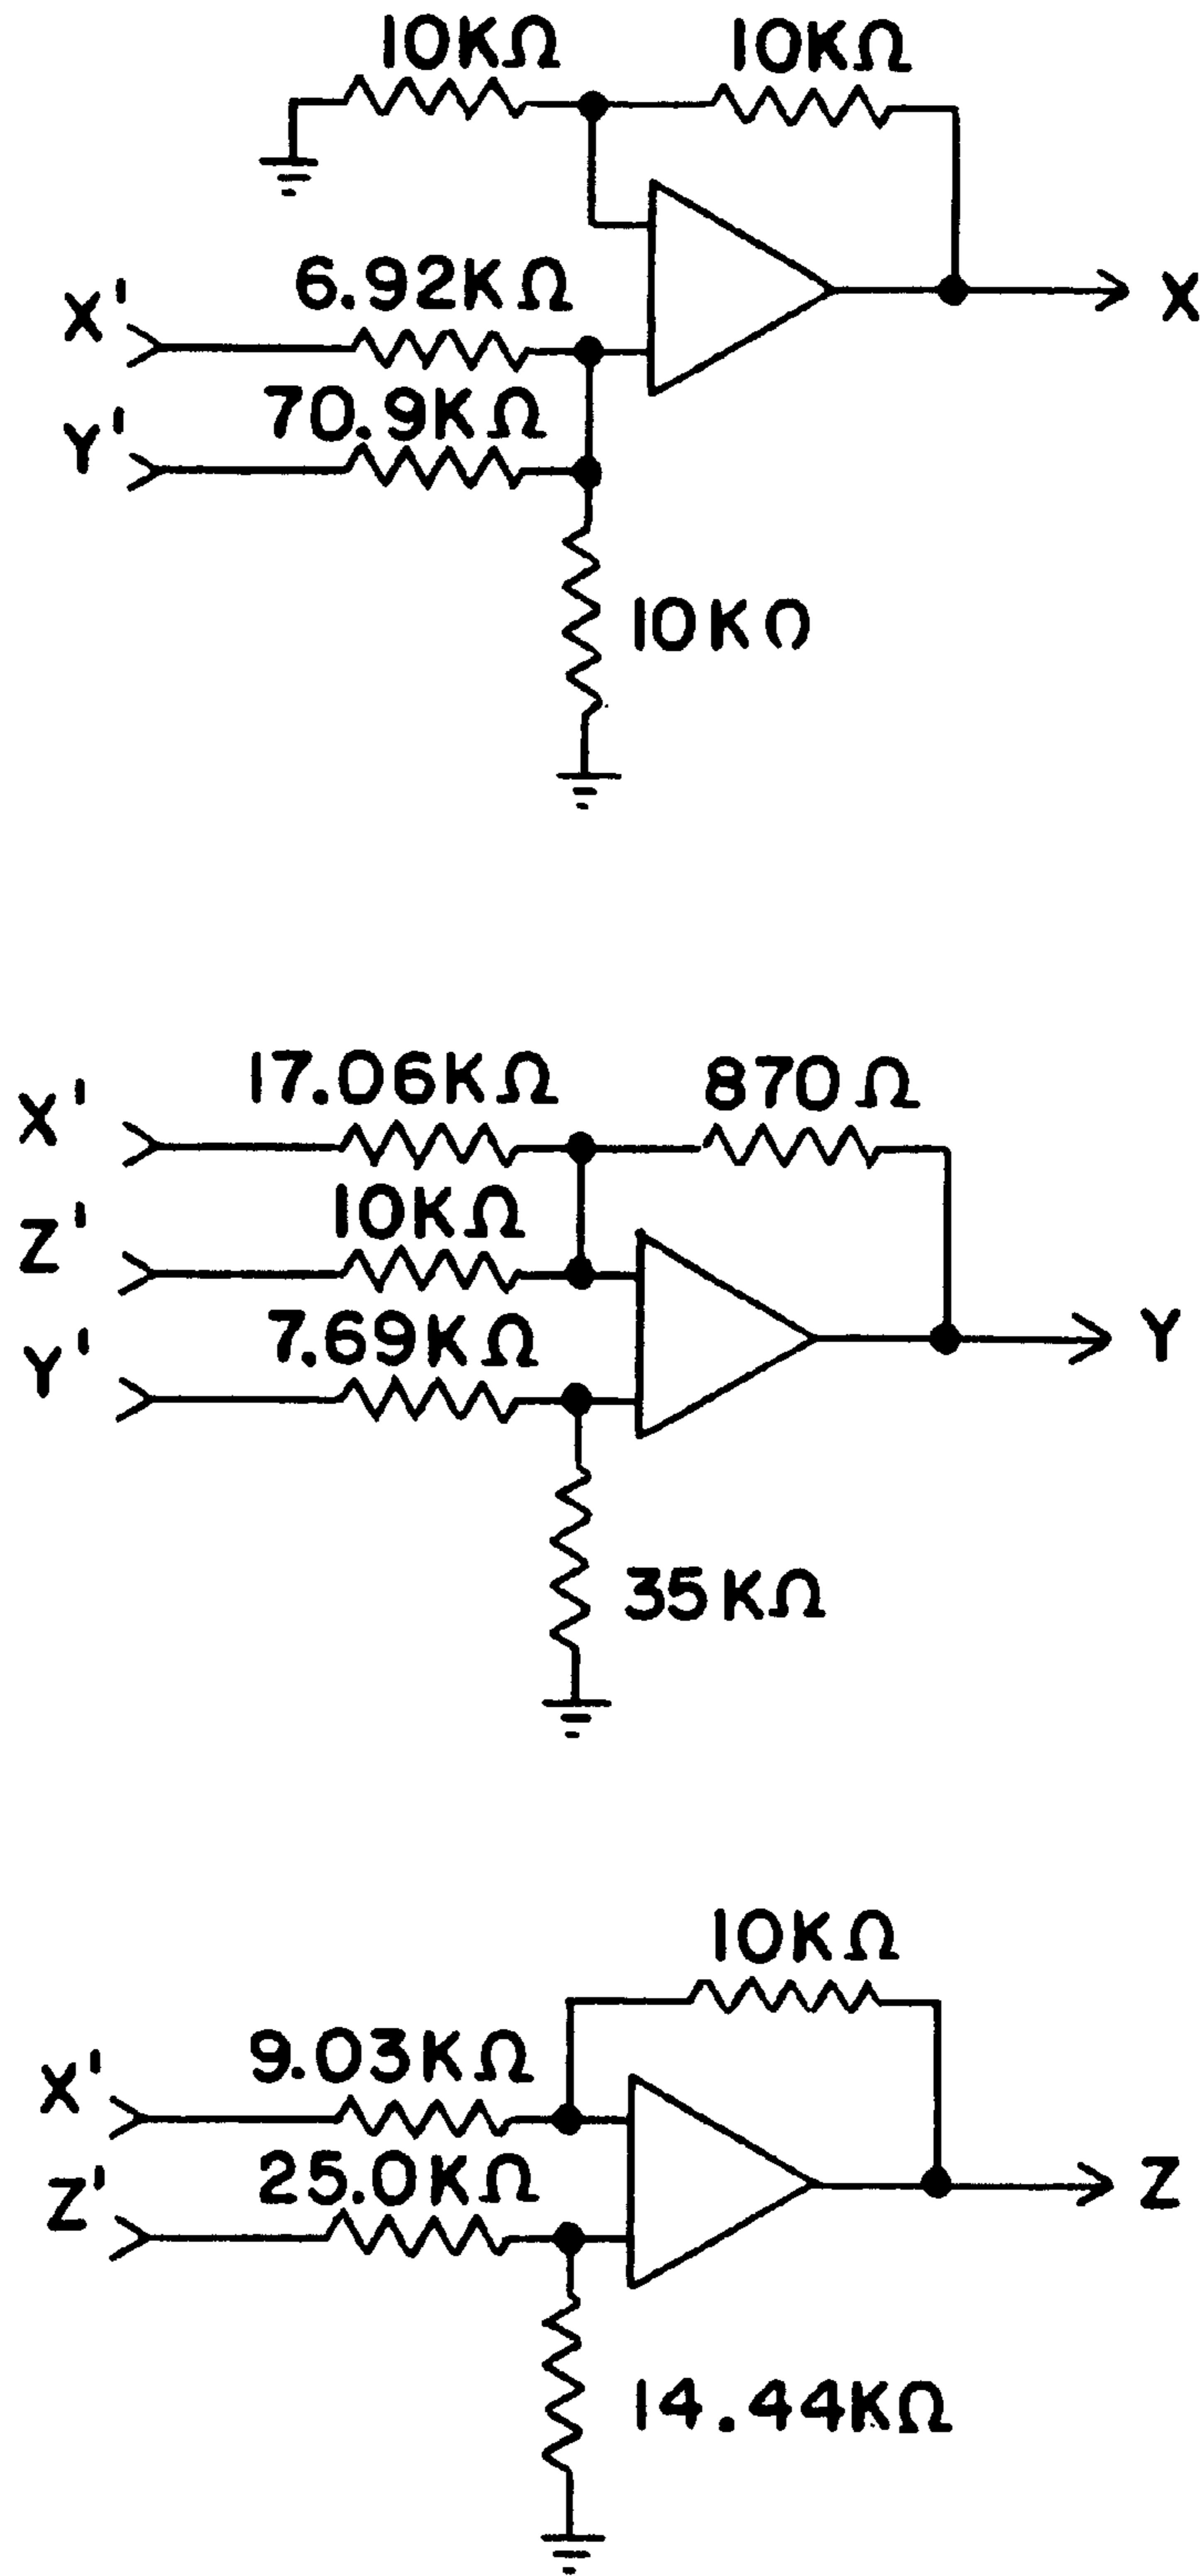 10KΩ 10KΩ
X' 6.92KΩ X
Y' 70.9KΩ
10KΩ
X' 17.06KΩ 870Ω
Z' 10KΩ
Y' 7.69KΩ Y
35KΩ
10KΩ
X' 9.03KΩ
Z' 25.0KΩ Z
14.44KΩ